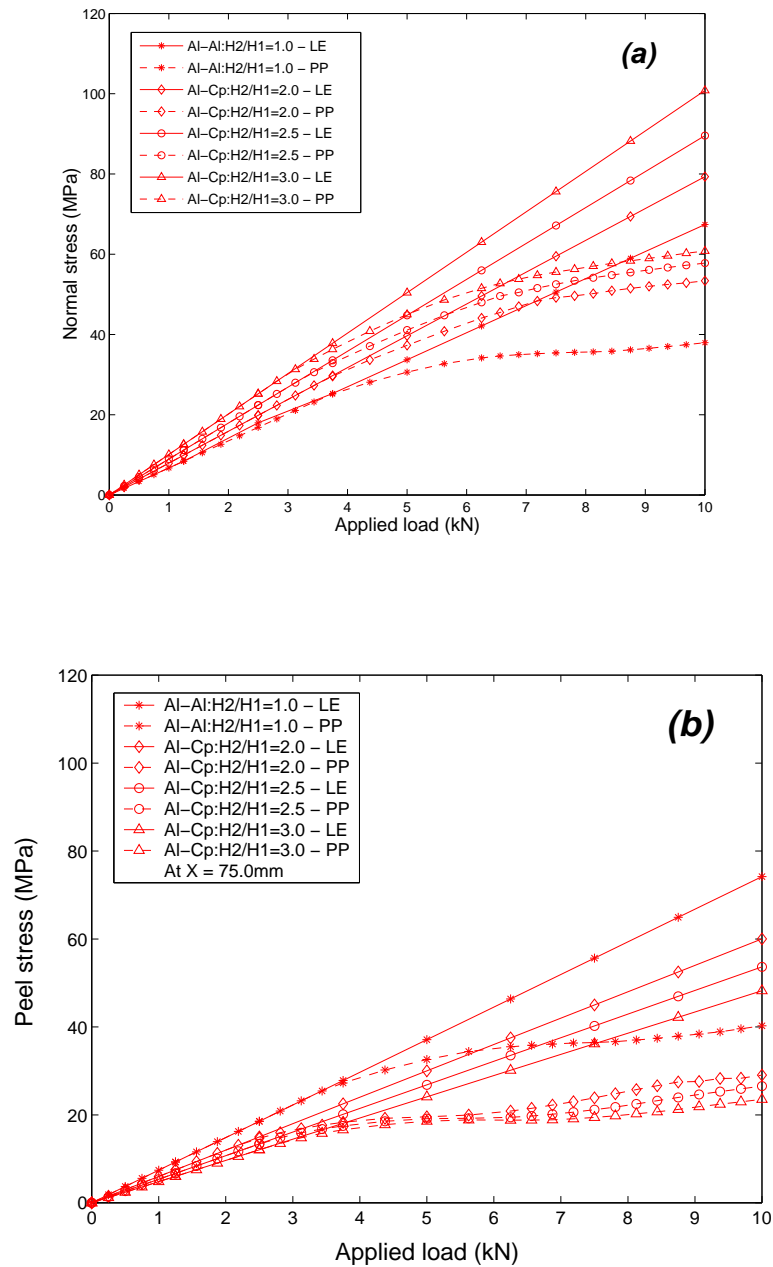 120
100
80
60
40
20
0
Normal stress (MPa)
Al−Al:H2/H1=1.0 − LE
Al−Al:H2/H1=1.0 − PP
Al−Cp:H2/H1=2.0 − LE
Al−Cp:H2/H1=2.0 − PP
Al−Cp:H2/H1=2.5 − LE
Al−Cp:H2/H1=2.5 − PP
Al−Cp:H2/H1=3.0 − LE
Al−Cp:H2/H1=3.0 − PP
(a)
0 1 2 3 4 5 6 7 8 9 10
Applied load (kN)
120
100
80
60
40
20
0
Peel stress (MPa)
Al−Al:H2/H1=1.0 − LE
Al−Al:H2/H1=1.0 − PP
Al−Cp:H2/H1=2.0 − LE
Al−Cp:H2/H1=2.0 − PP
Al−Cp:H2/H1=2.5 − LE
Al−Cp:H2/H1=2.5 − PP
Al−Cp:H2/H1=3.0 − LE
Al−Cp:H2/H1=3.0 − PP
At X = 75.0mm
(b)
0 1 2 3 4 5 6 7 8 9 10
Applied load (kN)